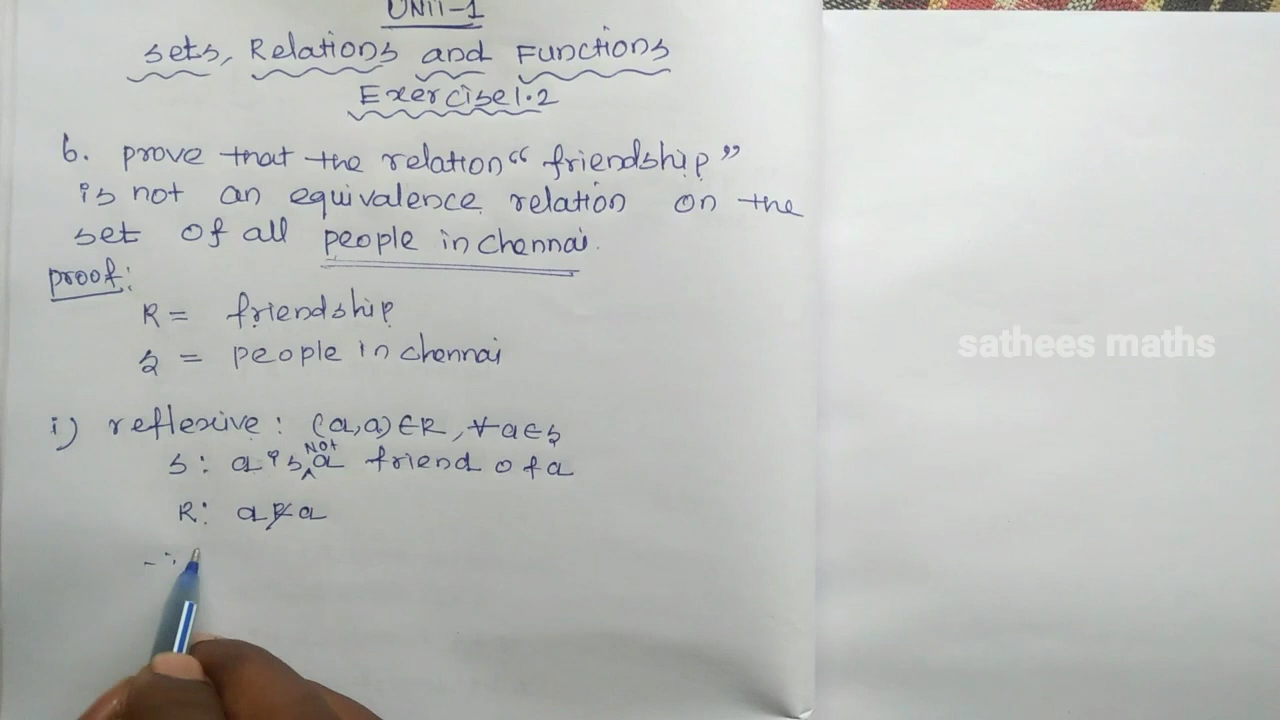 UNIT-1
Sets, Relations and Functions
Exercise 1.2
6. prove that the relation "friendship"
is not an equivalence relation on the
set of all people in chennai.
proof:
R = friendship
S = people in chennai
i) reflexive: (a,a)∈R, ∀a∈S
S: a is Not a friend of a
R: a R̸ a
∴
sathees maths